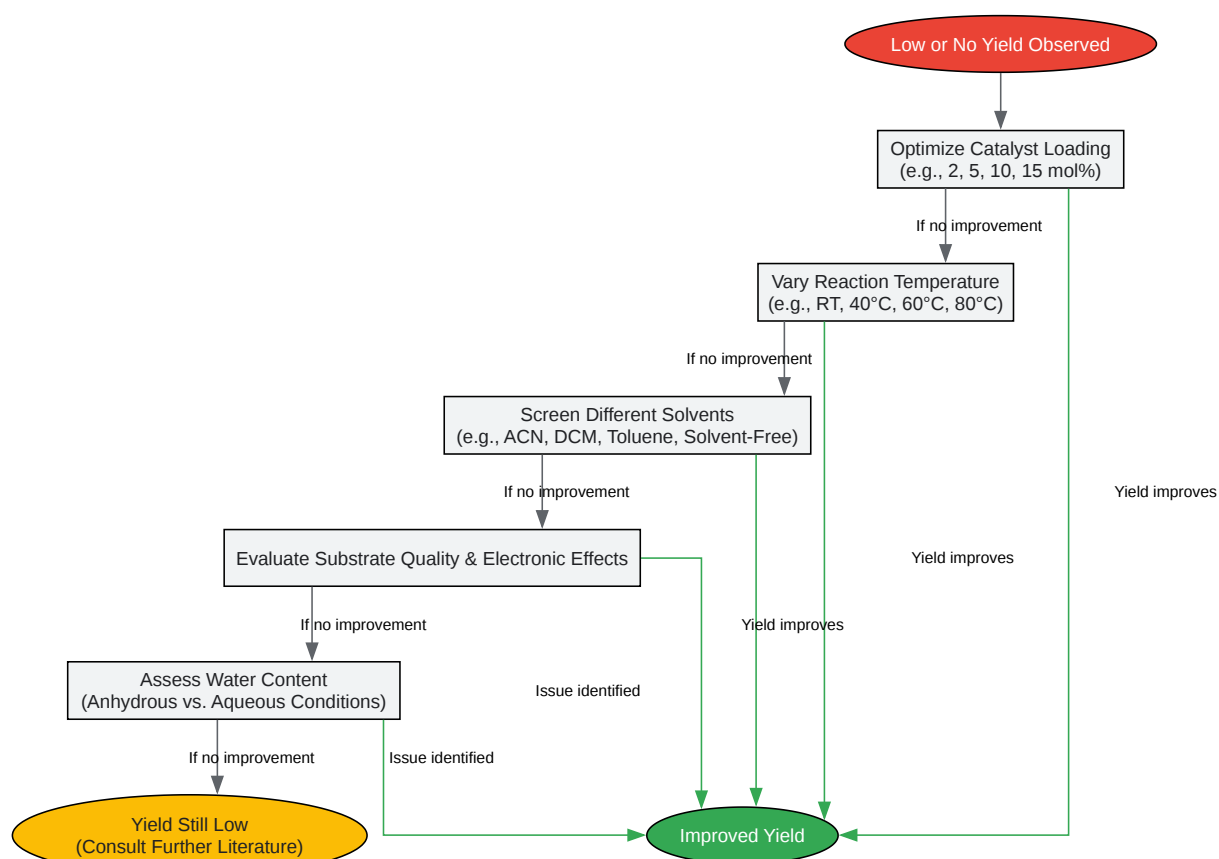 Low or No Yield Observed
Optimize Catalyst Loading
(e.g., 2, 5, 10, 15 mol%)
If no improvement
Vary Reaction Temperature
(e.g., RT, 40°C, 60°C, 80°C)
If no improvement
Screen Different Solvents
(e.g., ACN, DCM, Toluene, Solvent-Free)
If no improvement
Yield improves
Evaluate Substrate Quality & Electronic Effects
Yield improves
If no improvement
Yield improves
Assess Water Content
(Anhydrous vs. Aqueous Conditions)
Issue identified
If no improvement
Issue identified
Yield Still Low
(Consult Further Literature)
Improved Yield